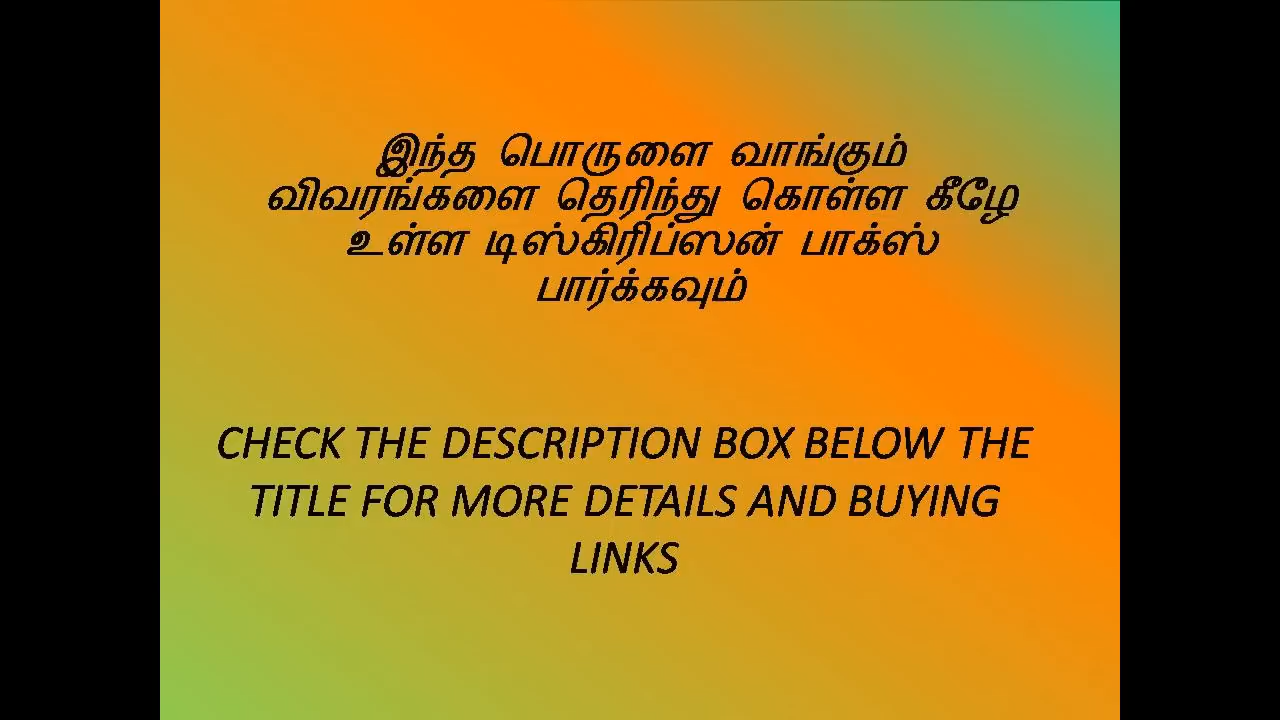 இந்த பொருளை வாங்கும்
விவரங்களை தெரிந்து கொள்ள கீழே
உள்ள டிஸ்கிரிப்ஸன் பாக்ஸ்
பார்க்கவும்
CHECK THE DESCRIPTION BOX BELOW THE
TITLE FOR MORE DETAILS AND BUYING
LINKS